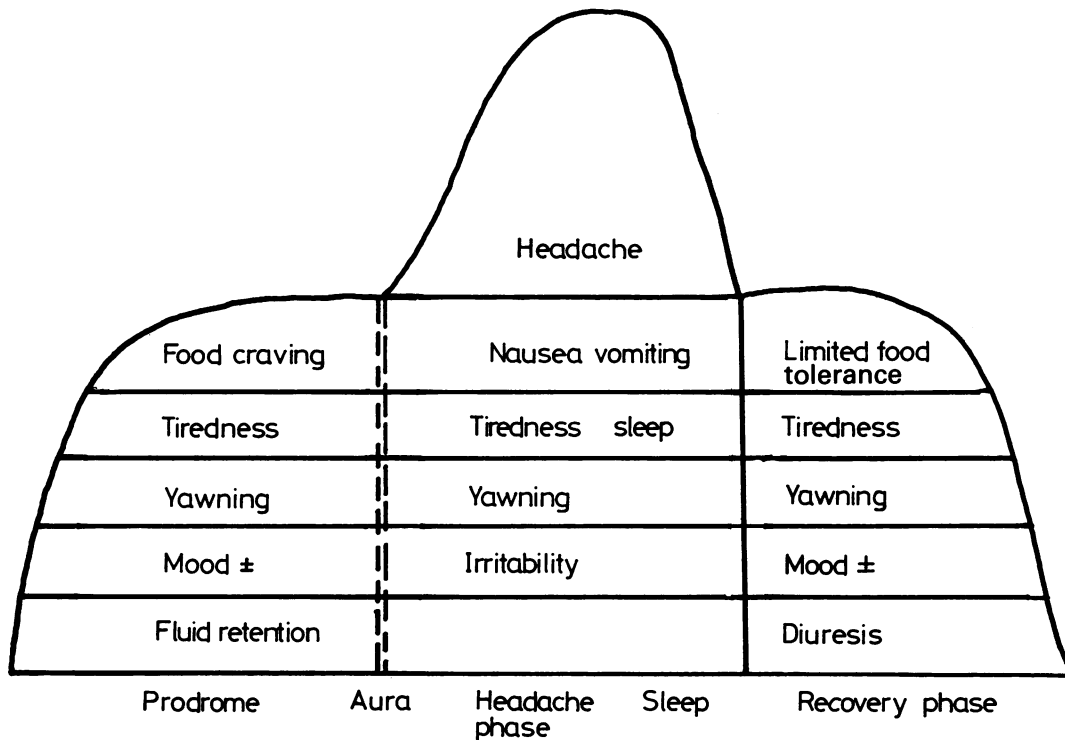 Headache
Food craving Nausea vomiting Limited food
tolerance
Tiredness Tiredness sleep Tiredness
Yawning Yawning Yawning
Mood ± Irritability Mood ±
Fluid retention Diuresis
Prodrome Aura Headache Sleep Recovery phase
phase